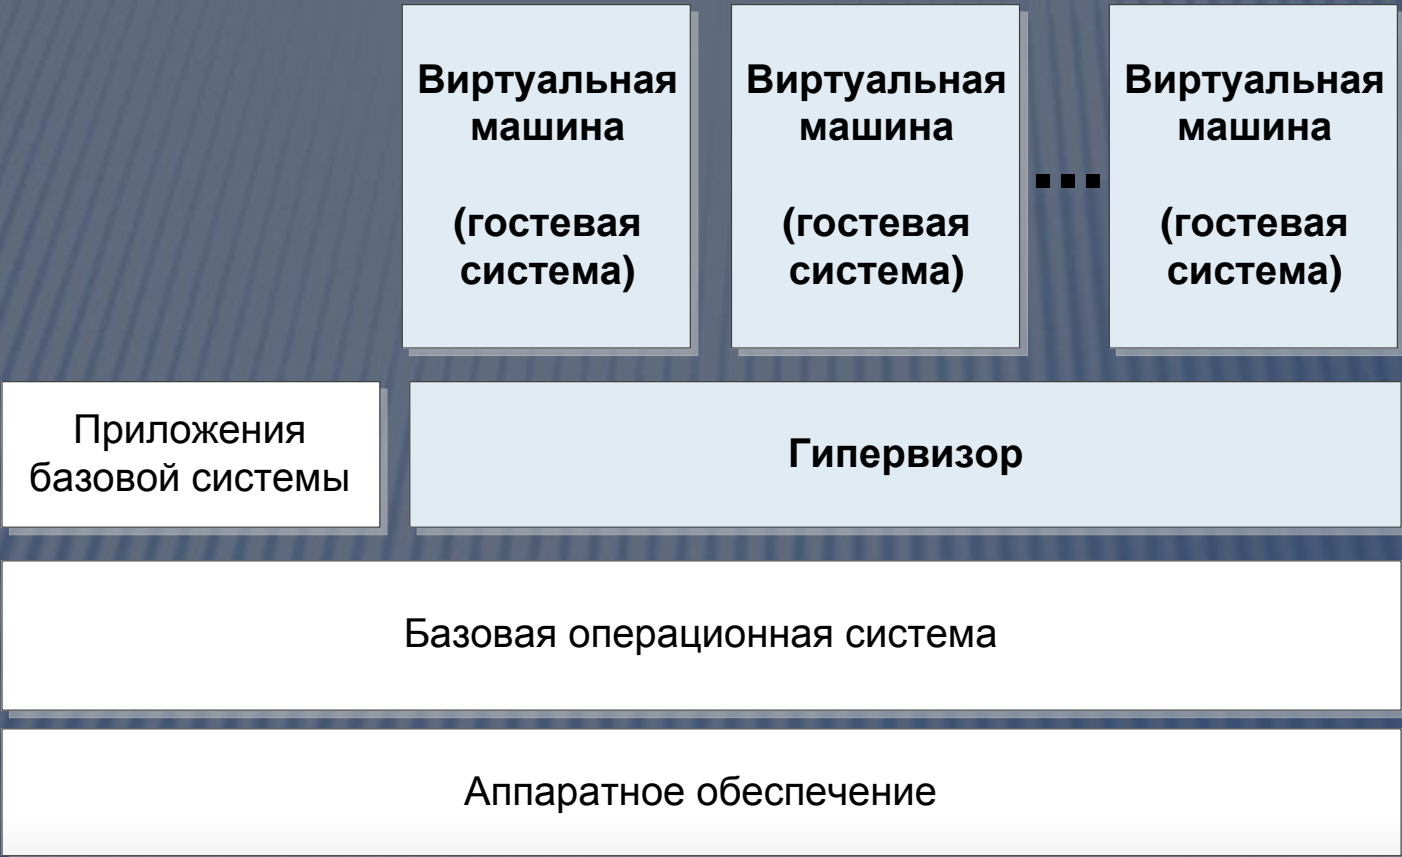 Виртуальная
машина
(гостевая
система)
Виртуальная
машина
(гостевая
система)
...
Виртуальная
машина
(гостевая
система)
Приложения
базовой системы
Гипервизор
Базовая операционная система
Аппаратное обеспечение